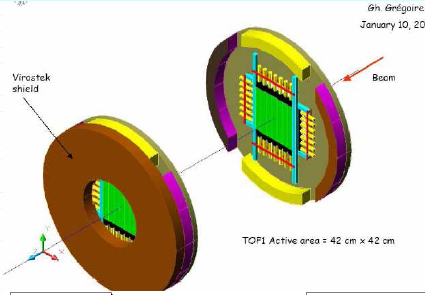 Gh. Grégoire
January 10, 20
Virostek
shield
Beam
TOF1 Active area = 42 cm x 42 cm